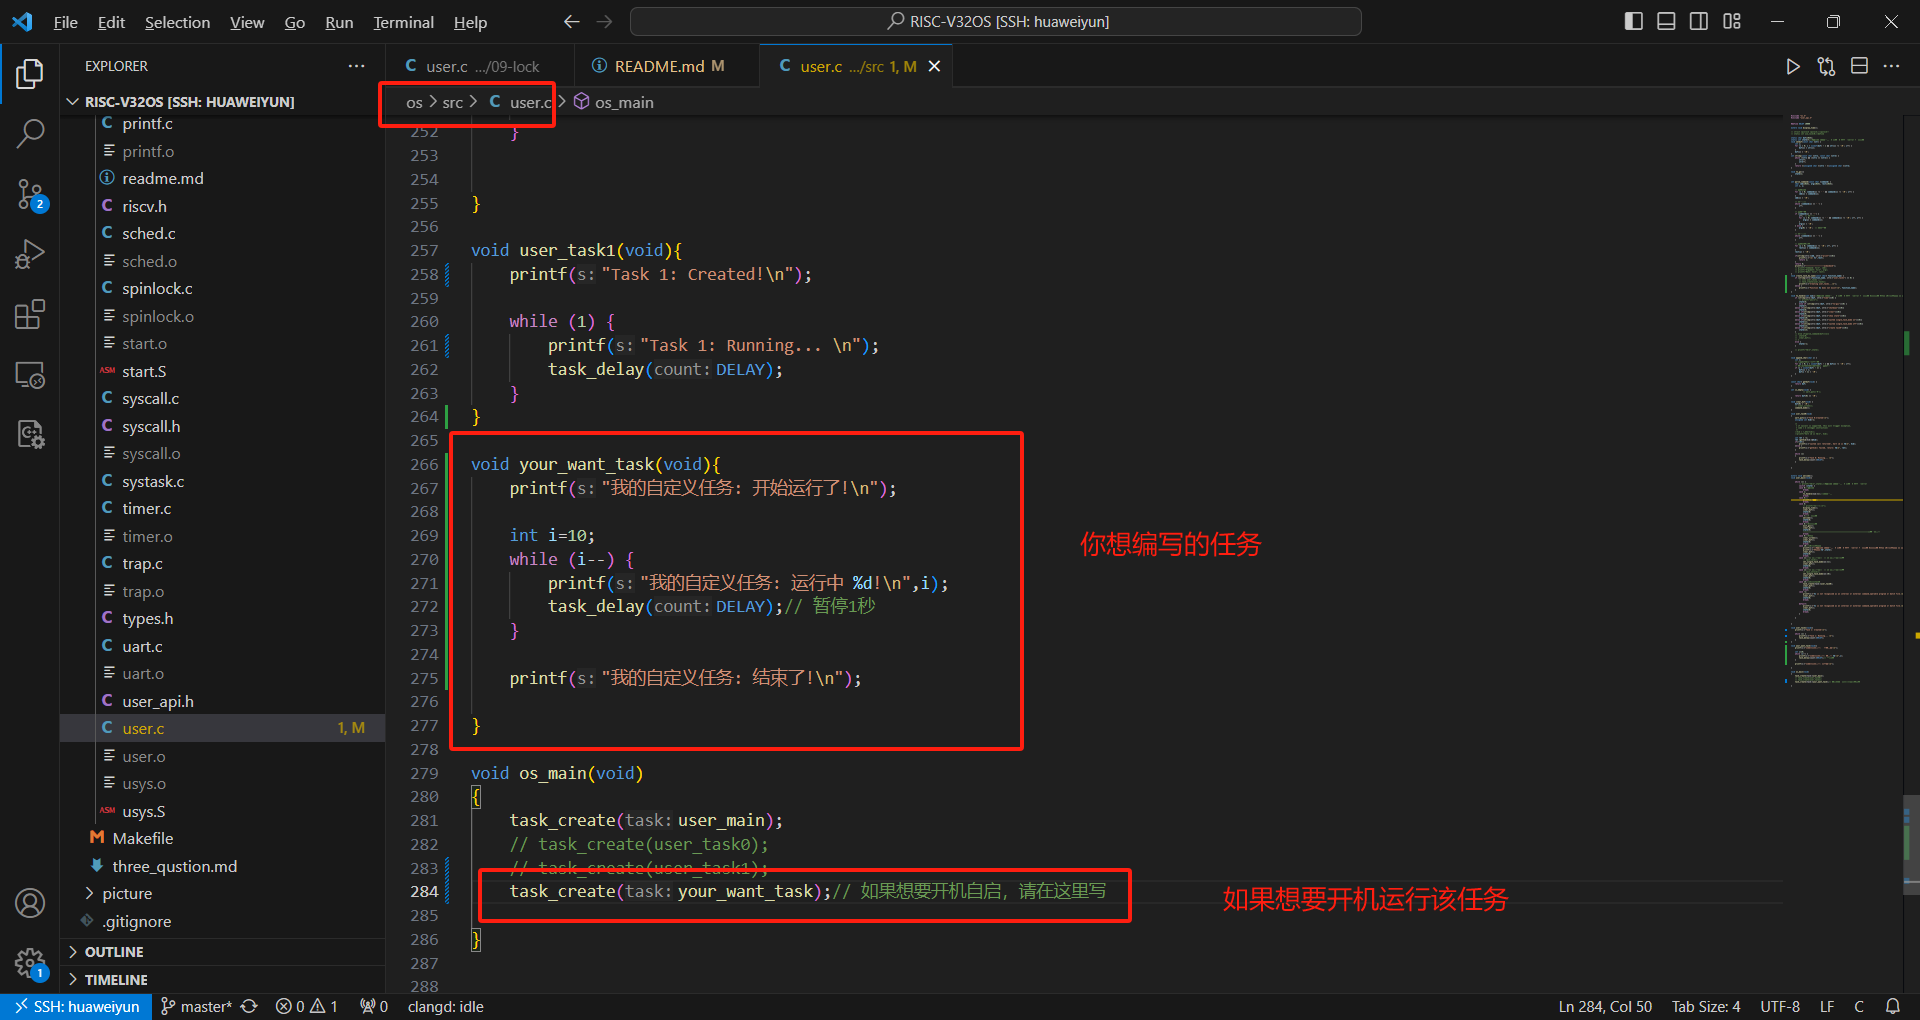 File Edit Selection View Go Run Terminal Help
RISC-V32OS [SSH: huaweiyun]
EXPLORER
RISC-V32OS [SSH: HUAWEIYUN]
printf.c
printf.o
readme.md
riscv.h
sched.c
sched.o
spinlock.c
spinlock.o
start.o
start.S
syscall.c
syscall.h
syscall.o
systask.c
timer.c
timer.o
trap.c
trap.o
types.h
uart.c
uart.o
user_api.h
user.c 1, M
user.o
usys.o
usys.S
Makefile
three_qustion.md
picture
.gitignore
OUTLINE
TIMELINE
user.c .../09-lock
README.md M
user.c .../src 1, M
os > src > C user.c > os_main
252 }
253
254
255 }
256
257 void user_task1(void){
258 printf(s: "Task 1: Created!\n");
259
260 while (1) {
261 printf(s: "Task 1: Running... \n");
262 task_delay(count: DELAY);
263 }
264 }
265
266 void your_want_task(void){
267 printf(s: "我的自定义任务: 开始运行了!\n");
268
269 int i=10;
270 while (i--) {
271 printf(s: "我的自定义任务: 运行中 %d!\n",i);
272 task_delay(count: DELAY);// 暂停1秒
273 }
274
275 printf(s: "我的自定义任务: 结束了!\n");
276
277 }
278
279 void os_main(void)
280 {
281 task_create(task: user_main);
282 // task_create(user_task0);
283 // task_create(user_task1);
284 task_create(task: your_want_task);// 如果想要开机自启，请在这里写
285
286 }
287
288
你想编写的任务
如果想要开机运行该任务
SSH: huaweiyun master* 0 1 0 clangd: idle
Ln 284, Col 50 Tab Size: 4 UTF-8 LF C